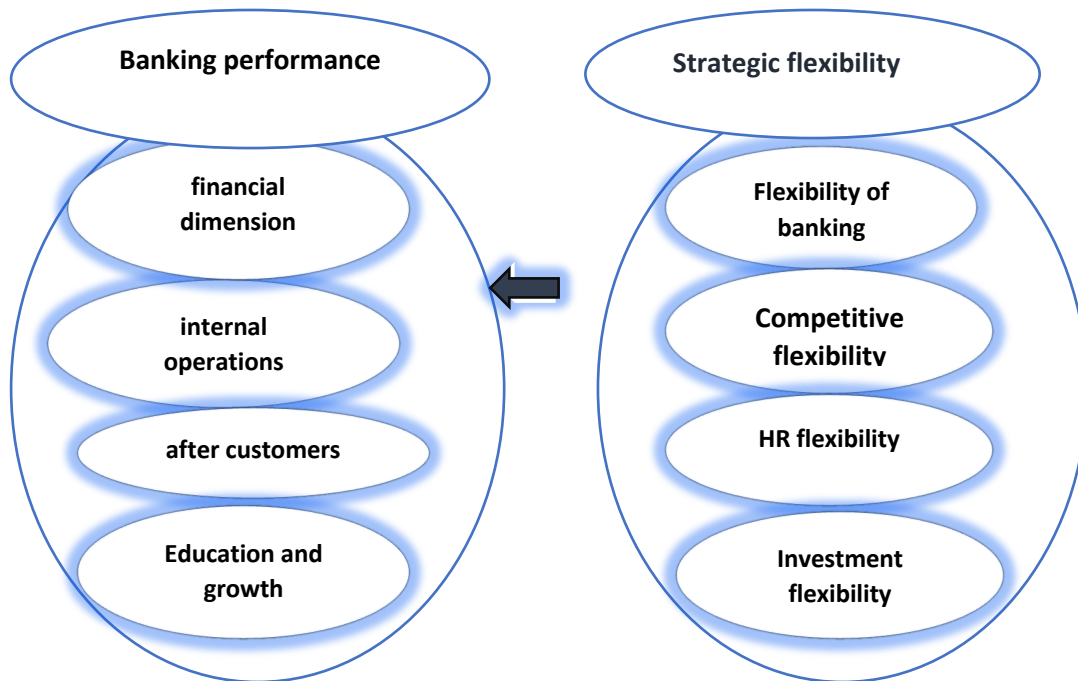 Banking performance
financial
dimension
internal
operations
after customers
Education and
growth
Strategic flexibility
Flexibility of
banking
Competitive
flexibility
HR flexibility
Investment
flexibility